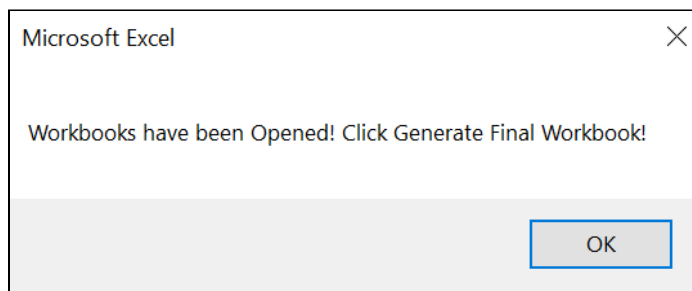 Microsoft Excel
Workbooks have been Opened! Click Generate Final Workbook!
OK